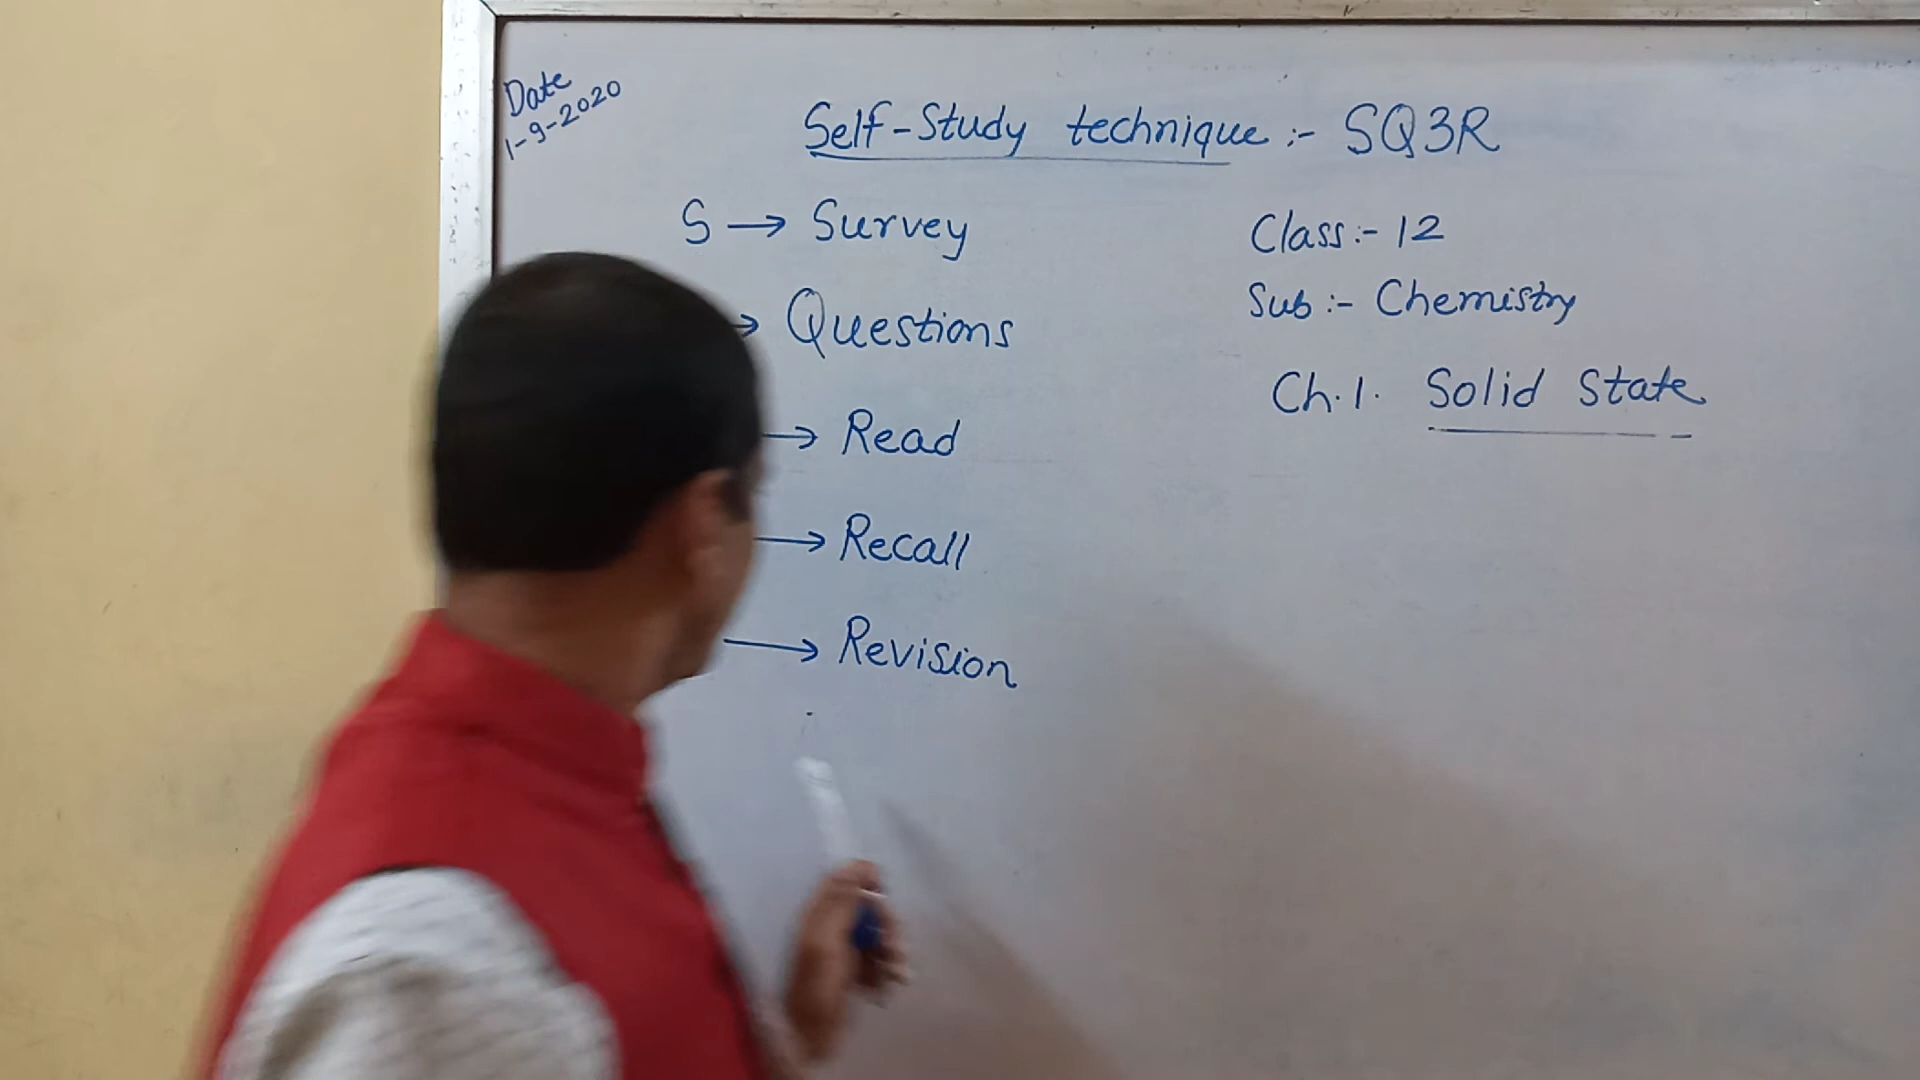 Date
1-9-2020
Self-Study technique :- SQ3R
S → Survey
→ Questions
→ Read
→ Recall
→ Revision
Class :- 12
Sub :- Chemistry
Ch.1. Solid State